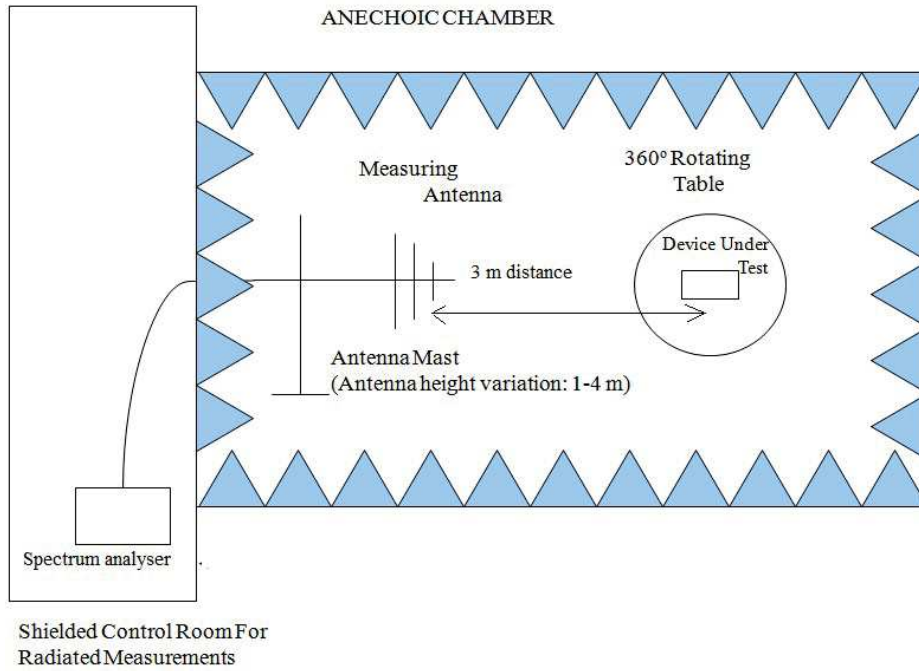 ANECHOIC CHAMBER
Measuring
Antenna
360º Rotating
Table
Device Under
Test
3 m distance
Antenna Mast
(Antenna height variation: 1-4 m)
Spectrum analyser
.
Shielded Control Room For
Radiated Measurements